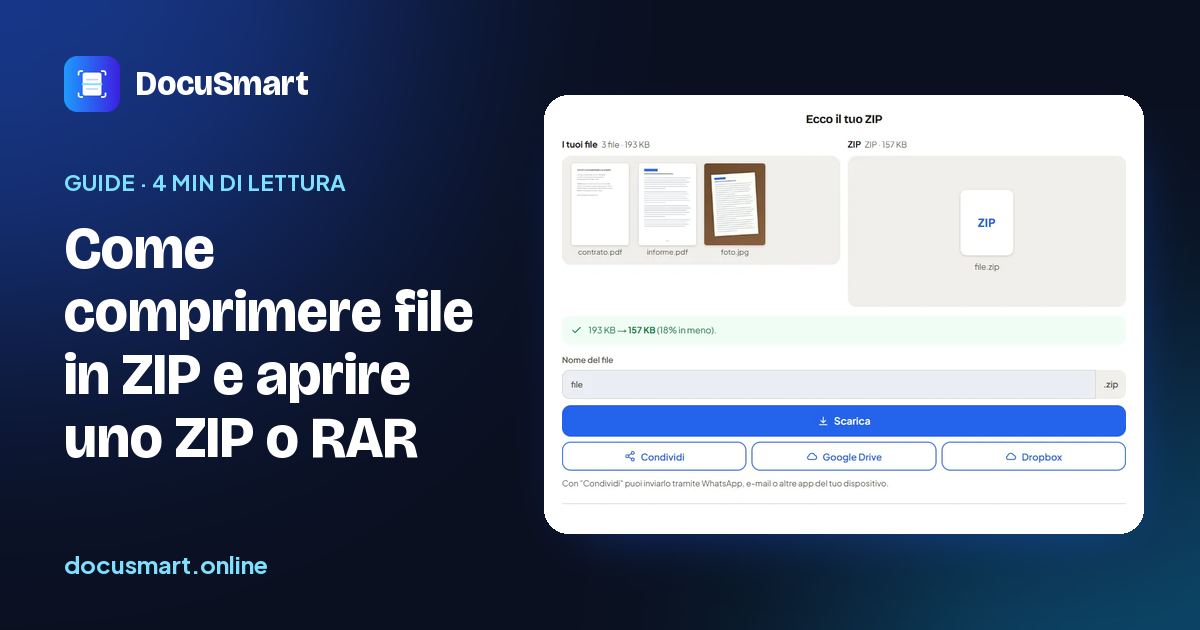 DocuSmart
GUIDE · 4 MIN DI LETTURA
Come
comprimere file
in ZIP e aprire
uno ZIP o RAR
docusmart.online
Ecco il tuo ZIP
I tuoi file 3 file · 193 KB
contrato.pdf
informe.pdf
foto.jpg
ZIP ZIP · 157 KB
ZIP
file.zip
193 KB → 157 KB (18% in meno).
Nome del file
file
.zip
Scarica
Condividi
Google Drive
Dropbox
Con "Condividi" puoi inviarlo tramite WhatsApp, e-mail o altre app del tuo dispositivo.